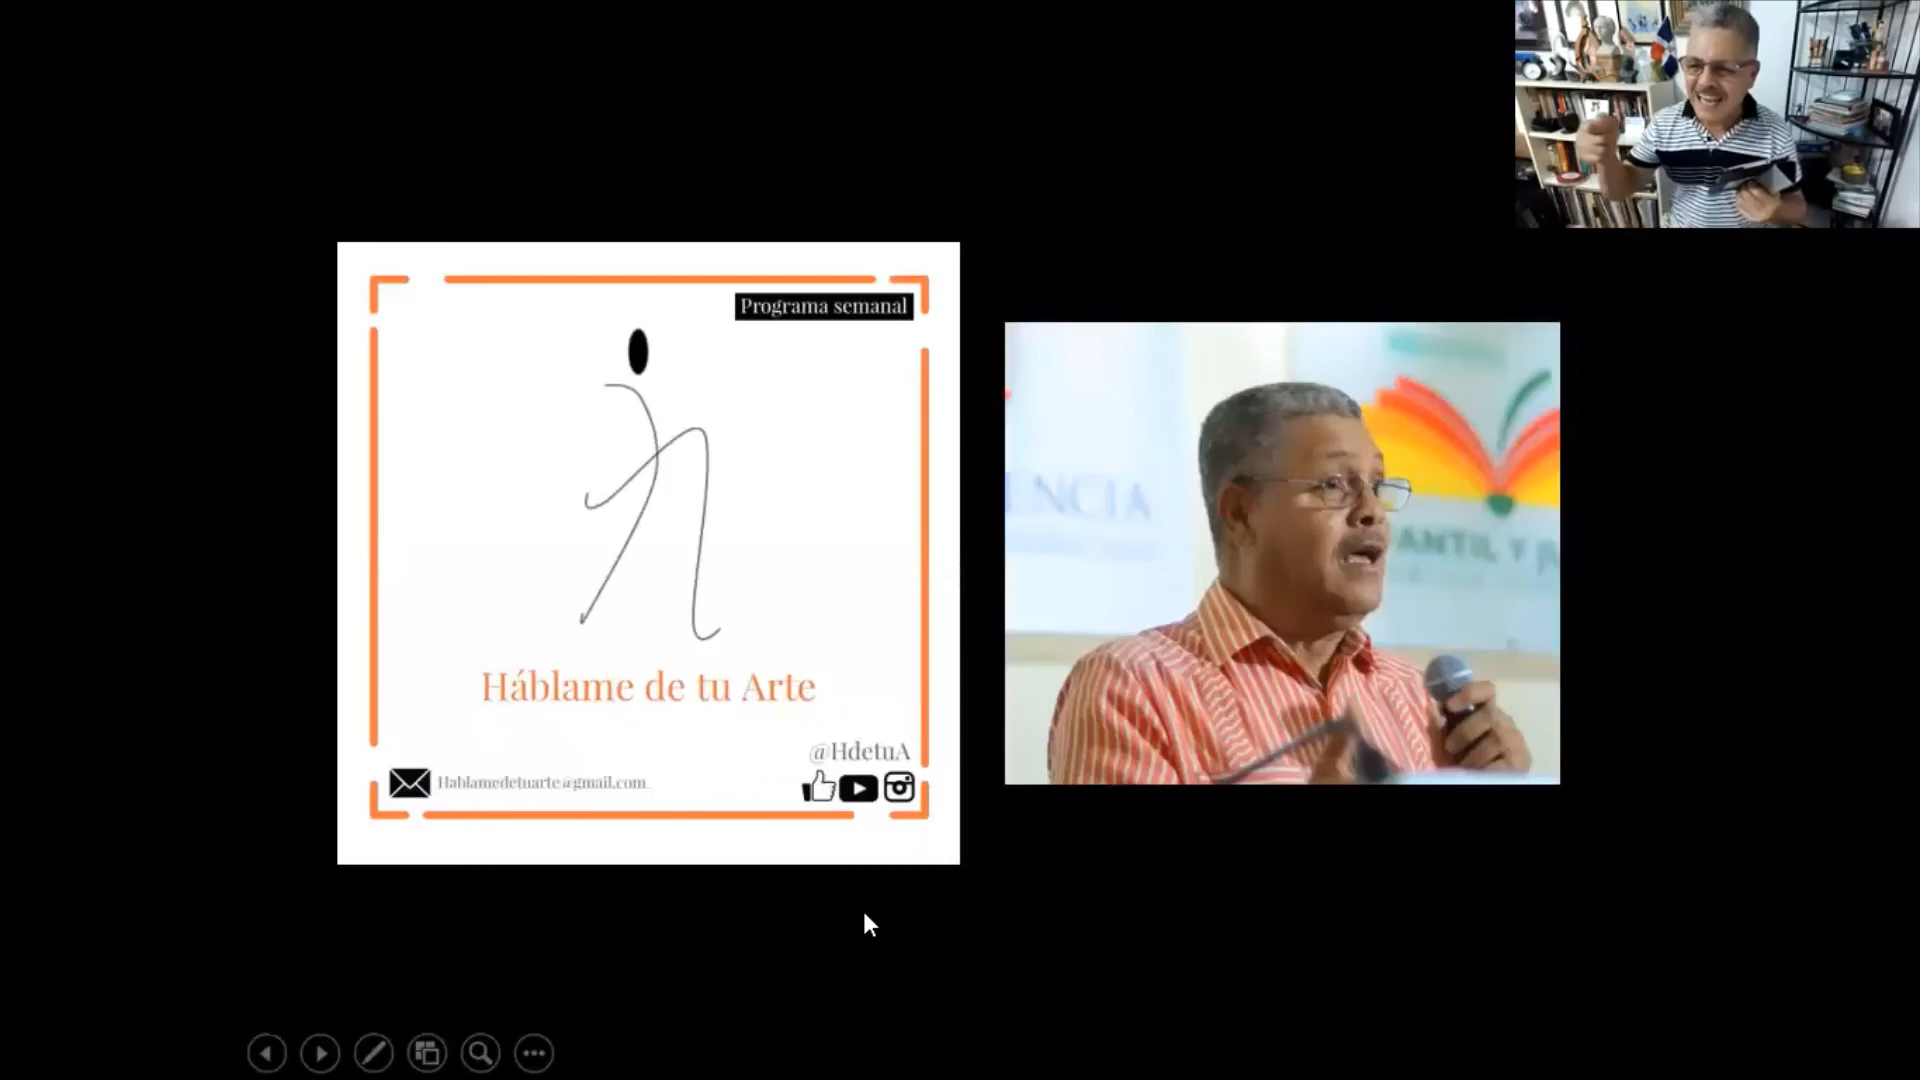 Programa semanal
Háblame de tu Arte
@HdetuA
Hablamedetuarte@gmail.com
ENCIA
ANTIL Y